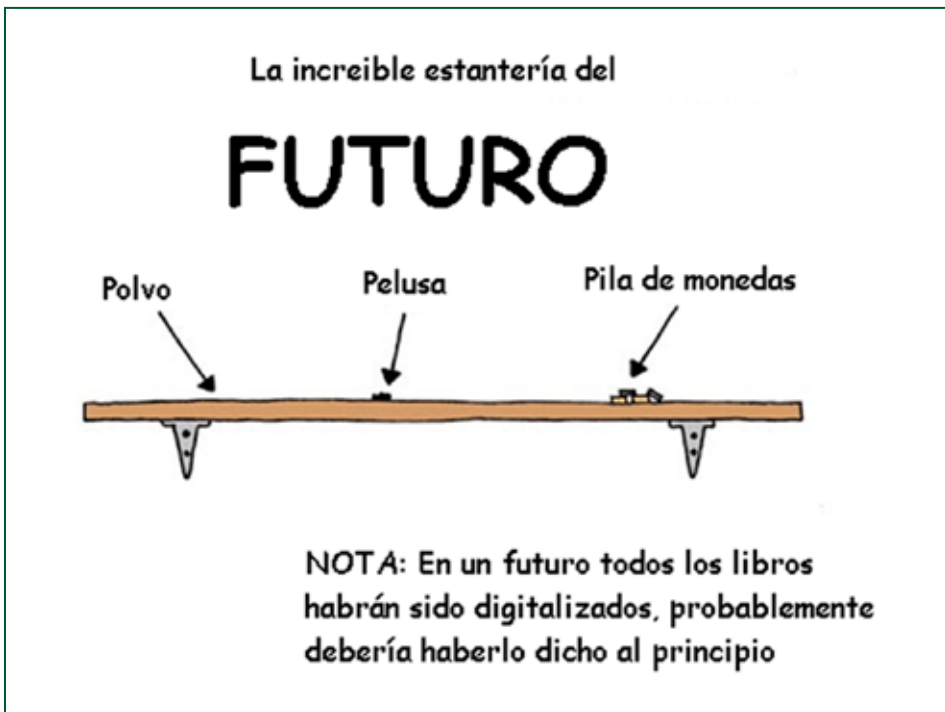 La increible estantería del
FUTURO
Polvo
Pelusa
Pila de monedas
NOTA: En un futuro todos los libros
habrán sido digitalizados, probablemente
debería haberlo dicho al principio